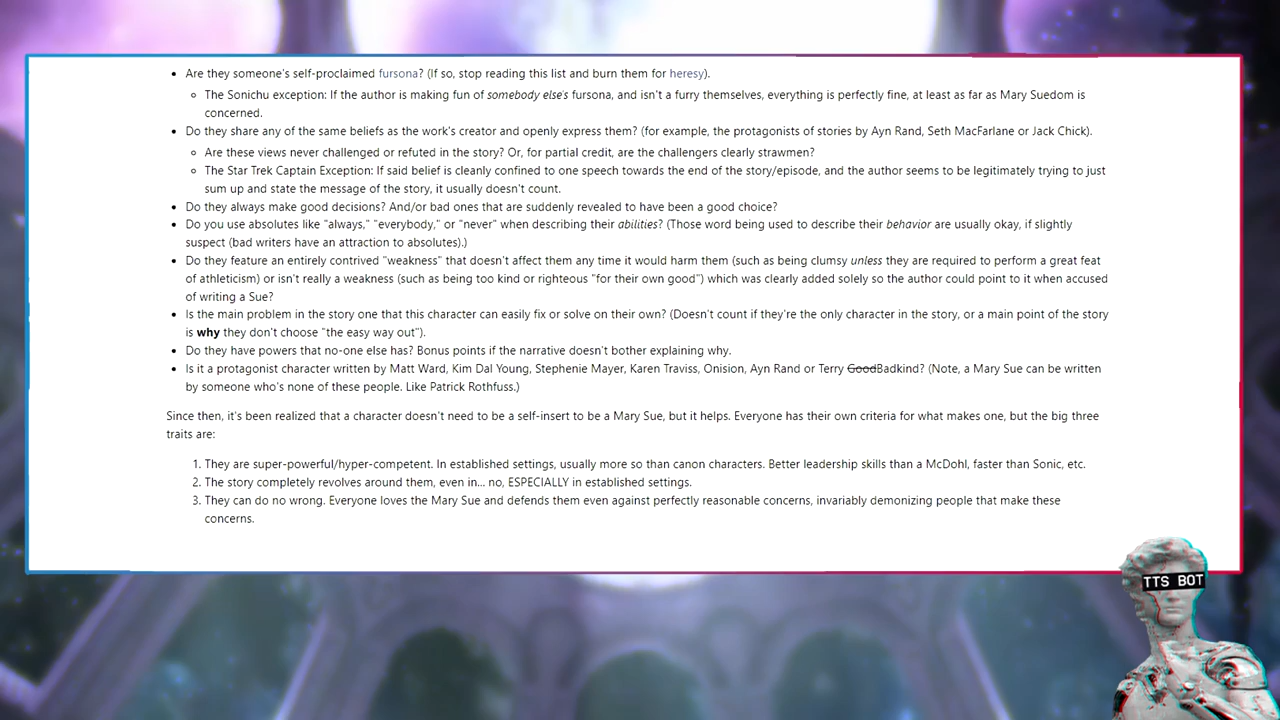 Are they someone's self-proclaimed fursona? (If so, stop reading this list and burn them for heresy).
The Sonichu exception: If the author is making fun of somebody else's fursona, and isn't a furry themselves, everything is perfectly fine, at least as far as Mary Suedom is
concerned.
Do they share any of the same beliefs as the work's creator and openly express them? (for example, the protagonists of stories by Ayn Rand, Seth MacFarlane or Jack Chick).
Are these views never challenged or refuted in the story? Or, for partial credit, are the challengers clearly strawmen?
The Star Trek Captain Exception: If said belief is cleanly confined to one speech towards the end of the story/episode, and the author seems to be legitimately trying to just
sum up and state the message of the story, it usually doesn't count.
Do they always make good decisions? And/or bad ones that are suddenly revealed to have been a good choice?
Do you use absolutes like "always," "everybody," or "never" when describing their abilities? (Those word being used to describe their behavior are usually okay, if slightly
suspect (bad writers have an attraction to absolutes).)
Do they feature an entirely contrived "weakness" that doesn't affect them any time it would harm them (such as being clumsy unless they are required to perform a great feat
of athleticism) or isn't really a weakness (such as being too kind or righteous "for their own good") which was clearly added solely so the author could point to it when accused
of writing a Sue?
Is the main problem in the story one that this character can easily fix or solve on their own? (Doesn't count if they're the only character in the story, or a main point of the story
is why they don't choose "the easy way out").
Do they have powers that no-one else has? Bonus points if the narrative doesn't bother explaining why.
Is it a protagonist character written by Matt Ward, Kim Dal Young, Stephenie Mayer, Karen Traviss, Onision, Ayn Rand or Terry GoodBadkind? (Note, a Mary Sue can be written
by someone who's none of these people. Like Patrick Rothfuss.)
Since then, it's been realized that a character doesn't need to be a self-insert to be a Mary Sue, but it helps. Everyone has their own criteria for what makes one, but the big three
traits are:
1. They are super-powerful/hyper-competent. In established settings, usually more so than canon characters. Better leadership skills than a McDohl, faster than Sonic, etc.
2. The story completely revolves around them, even in... no, ESPECIALLY in established settings.
3. They can do no wrong. Everyone loves the Mary Sue and defends them even against perfectly reasonable concerns, invariably demonizing people that make these
concerns.
TTS BOT